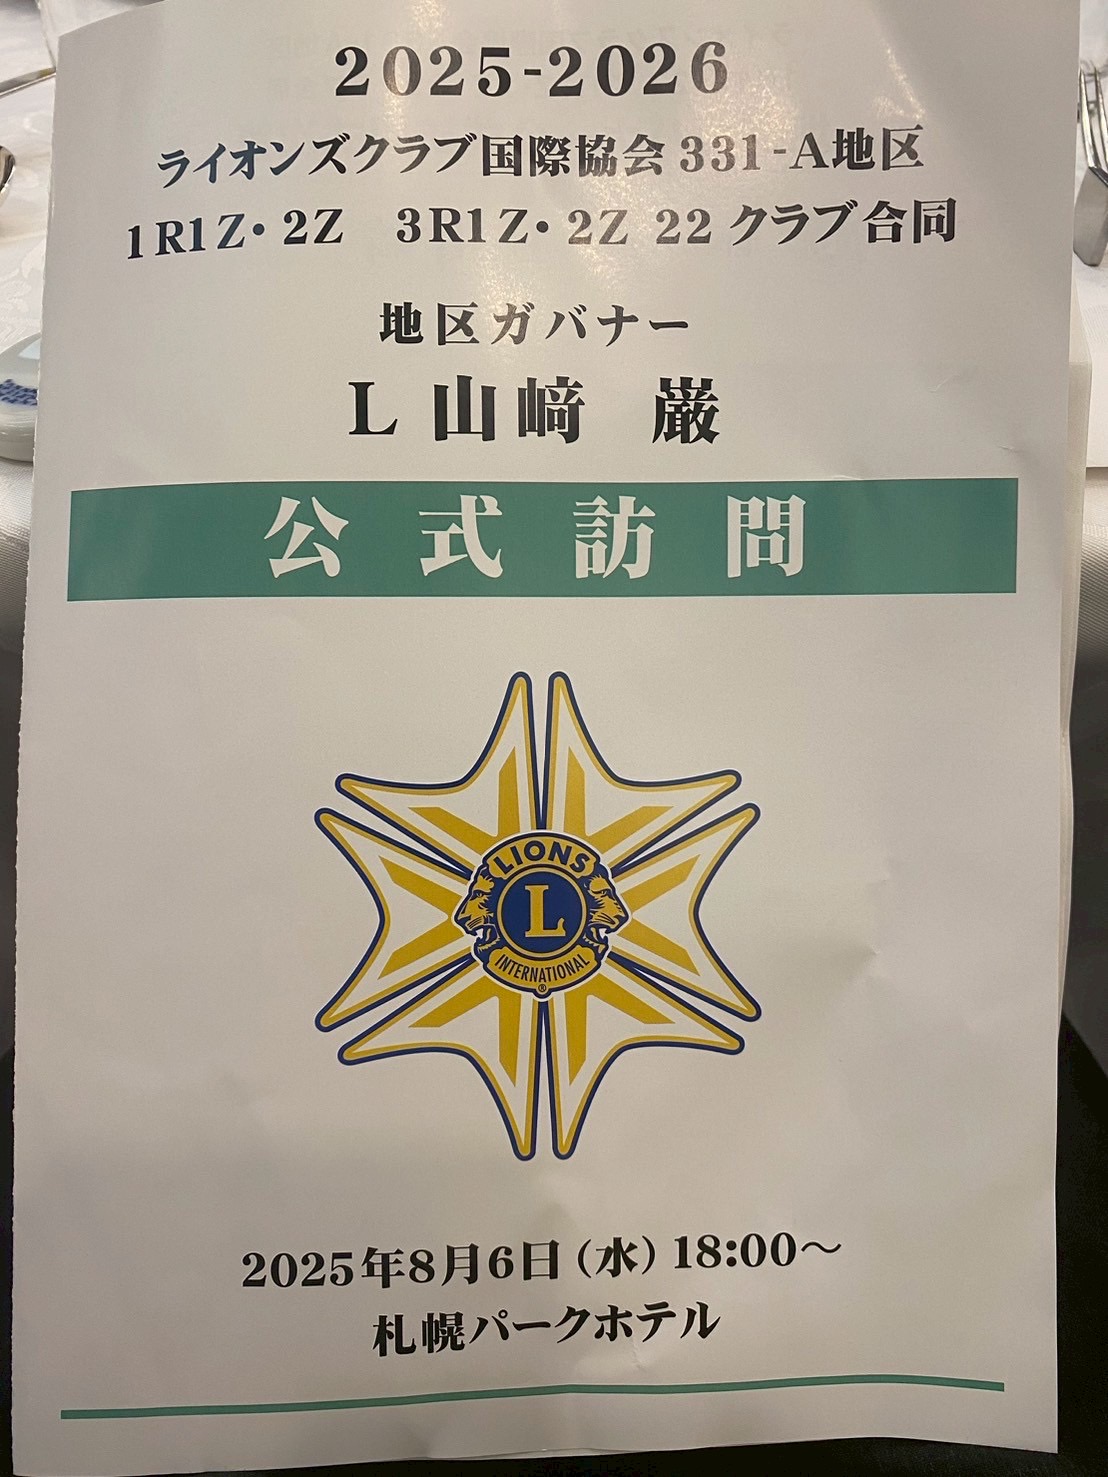 2025-2026
ライオンズクラブ国際協会 331-A地区
1R1Z・2Z　3R1Z・2Z 22クラブ合同
地区ガバナー
L 山﨑　巌
公式訪問
LIONS
L
INTERNATIONAL
®
2025年8月6日（水）18:00～
札幌パークホテル